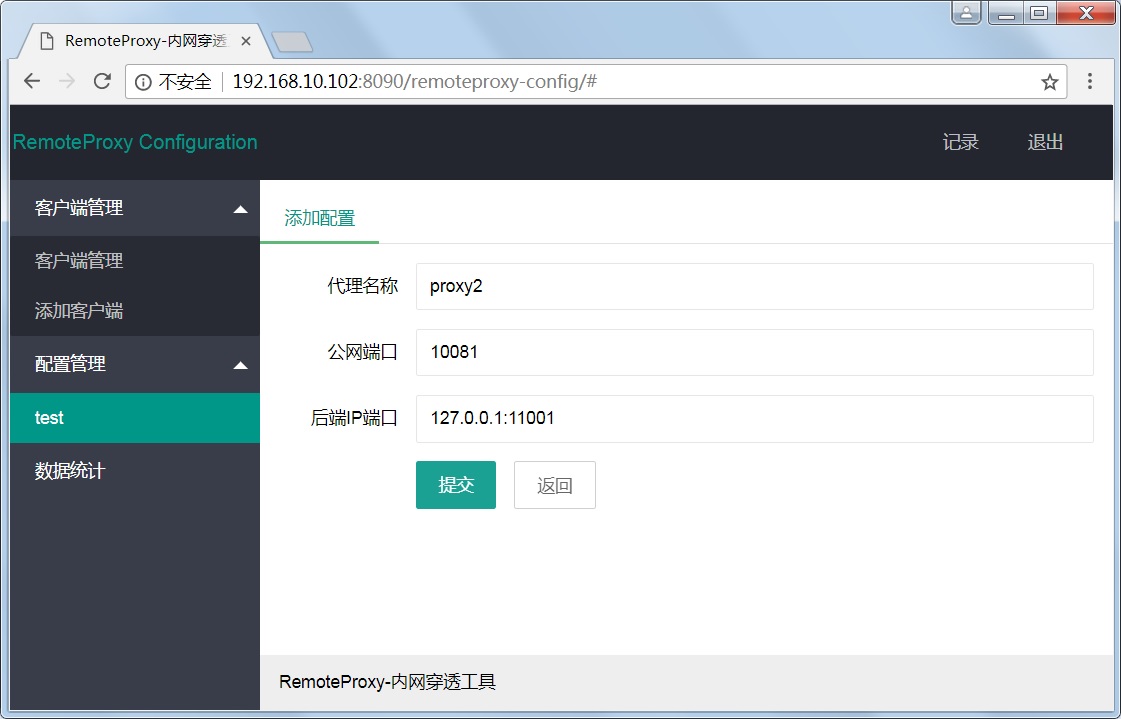 RemoteProxy-内网穿透
不安全 192.168.10.102:8090/remoteproxy-config/#
RemoteProxy Configuration 记录 退出
客户端管理
客户端管理
添加客户端
配置管理
test
数据统计
添加配置
代理名称 proxy2
公网端口 10081
后端IP端口 127.0.0.1:11001
提交 返回
RemoteProxy-内网穿透工具